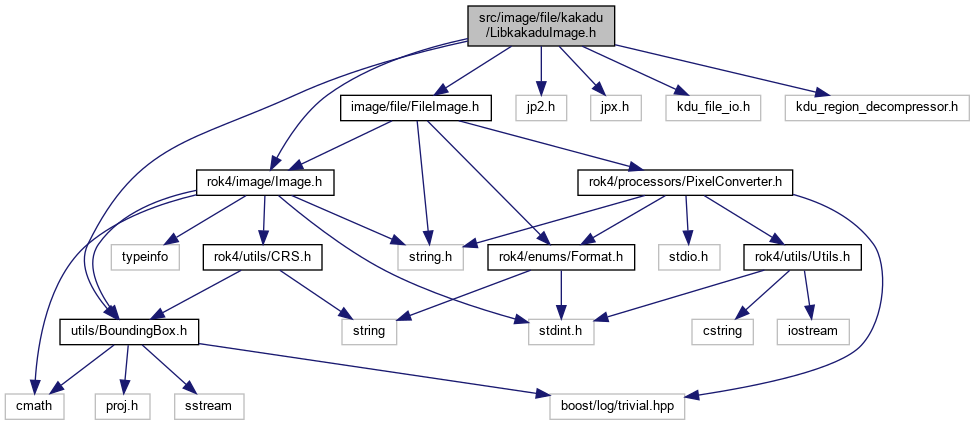 src/image/file/kakadu
/LibkakaduImage.h
image/file/FileImage.h
jp2.h
jpx.h
kdu_file_io.h
kdu_region_decompressor.h
rok4/image/Image.h
rok4/processors/PixelConverter.h
typeinfo
rok4/utils/CRS.h
string.h
rok4/enums/Format.h
stdio.h
rok4/utils/Utils.h
utils/BoundingBox.h
string
stdint.h
cstring
iostream
cmath
proj.h
sstream
boost/log/trivial.hpp